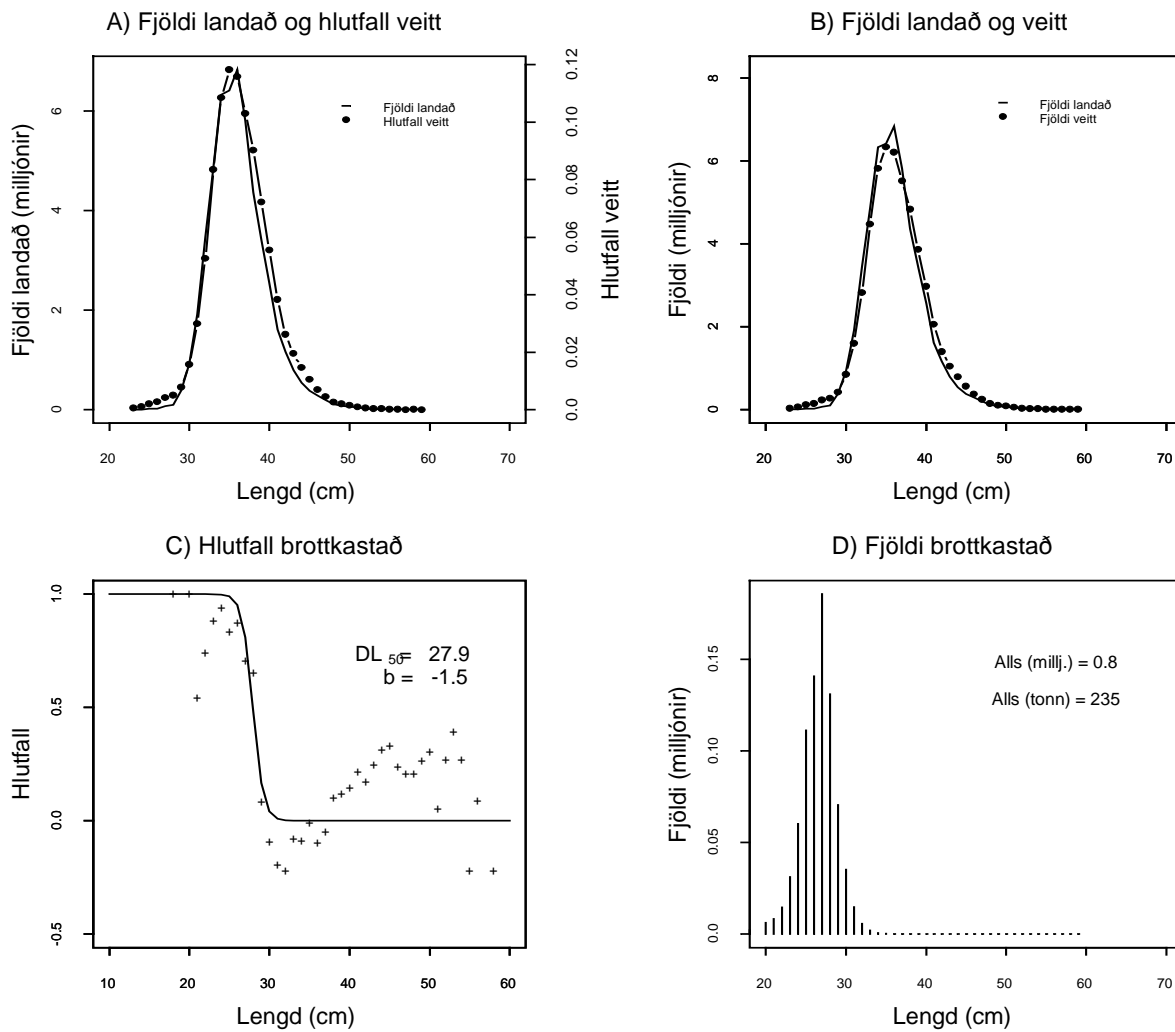 A) Fjöldi landað og hlutfall veitt
Fjöldi landað (milljónir)
0 2 4 6
0.0 0.02 0.04 0.06 0.08 0.10 0.12
Hlutfall veitt
Fjöldi landað
Hlutfall veitt
20 30 40 50 60 70
Lengd (cm)
B) Fjöldi landað og veitt
Fjöldi (milljónir)
0 2 4 6 8
Fjöldi landað
Fjöldi veitt
20 30 40 50 60 70
Lengd (cm)
C) Hlutfall brottkastað
Hlutfall
-0.5 0.0 0.5 1.0
DL 50= 27.9
b = -1.5
10 20 30 40 50 60
Lengd (cm)
D) Fjöldi brottkastað
Fjöldi (milljónir)
0.0 0.05 0.10 0.15
Alls (millj.) = 0.8
Alls (tonn) = 235
20 30 40 50 60 70
Lengd (cm)